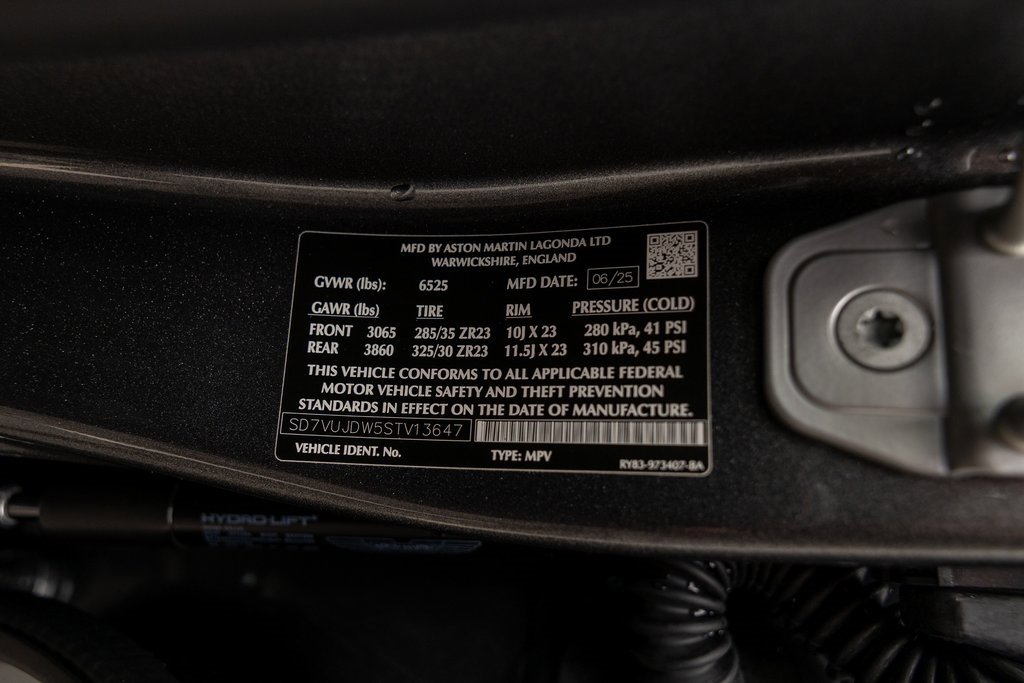 MFD BY ASTON MARTIN LAGONDA LTD
WARWICKSHIRE, ENGLAND
GVWR (lbs): 6525 MFD DATE: 06/25
GAWR (lbs) TIRE RIM PRESSURE (COLD)
FRONT 3065 285/35 ZR23 10J X 23 280 kPa, 41 PSI
REAR 3860 325/30 ZR23 11.5J X 23 310 kPa, 45 PSI
THIS VEHICLE CONFORMS TO ALL APPLICABLE FEDERAL
MOTOR VEHICLE SAFETY AND THEFT PREVENTION
STANDARDS IN EFFECT ON THE DATE OF MANUFACTURE.
SD7VUJDW5STV13647
VEHICLE IDENT. No. TYPE: MPV RY83-973407-BA
HYDRO-LIFT